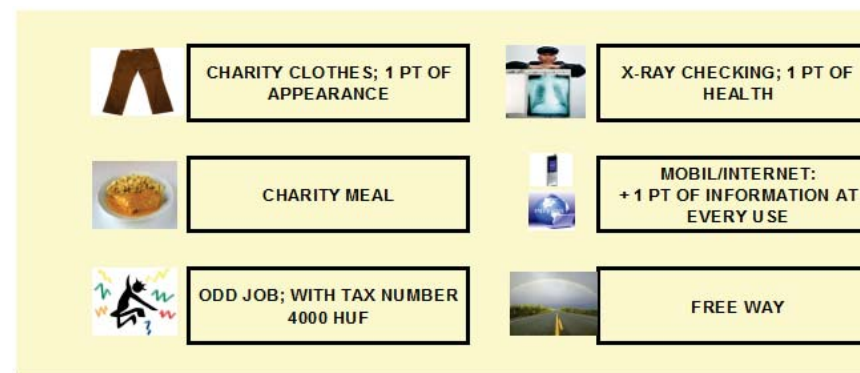 CHARITY CLOTHES; 1 PT OF
APPEARANCE
X-RAY CHECKING; 1 PT OF
HEALTH
CHARITY MEAL
MOBIL/INTERNET:
+ 1 PT OF INFORMATION AT
EVERY USE
ODD JOB; WITH TAX NUMBER
4000 HUF
FREE WAY